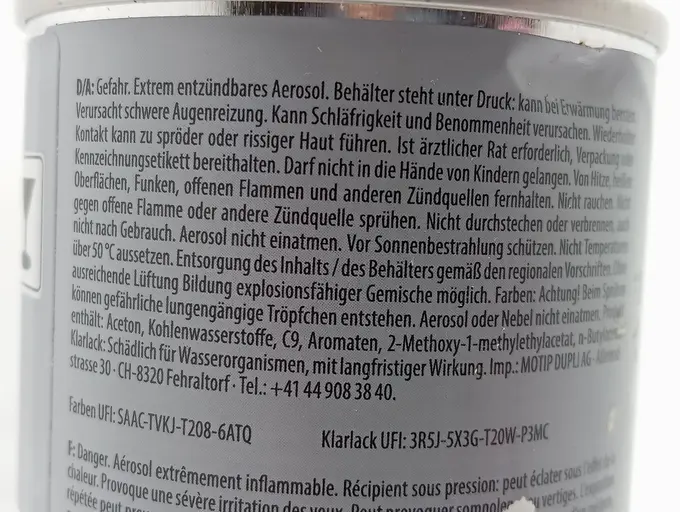 D/A: Gefahr. Extrem entzündbares Aerosol. Behälter steht unter Druck: kann bei Erwärmung
Verursacht schwere Augenreizung. Kann Schläfrigkeit und Benommenheit verursachen.
Kontakt kann zu spröder oder rissiger Haut führen. Ist ärztlicher Rat erforderlich, Verpackung
Kennzeichnungsetikett bereithalten. Darf nicht in die Hände von Kindern gelangen. Von Hitze,
Oberflächen, Funken, offenen Flammen und anderen Zündquellen fernhalten. Nicht rauchen. Nicht
gegen offene Flamme oder andere Zündquelle sprühen. Nicht durchstechen oder verbrennen, auch
nicht nach Gebrauch. Aerosol nicht einatmen. Vor Sonnenbestrahlung schützen. Nicht Temperaturen
über 50 °C aussetzen. Entsorgung des Inhalts / des Behälters gemäß den regionalen Vorschriften.
ausreichende Lüftung Bildung explosionsfähiger Gemische möglich. Farben: Achtung! Beim
können gefährliche lungengängige Tröpfchen entstehen. Aerosol oder Nebel nicht einatmen.
enthält: Aceton, Kohlenwasserstoffe, C9, Aromaten, 2-Methoxy-1-methylethylacetat,
Klarlack: Schädlich für Wasserorganismen, mit langfristiger Wirkung. Imp.: MOTIP DUPLI AG -
strasse 30 · CH-8320 Fehraltorf · Tel.: +41 44 908 38 40.
Farben UFI: SAAC-TVKJ-T208-6ATQ
Klarlack UFI: 3R5J-5X3G-T20W-P3MC
F: Danger. Aérosol extrêmement inflammable. Récipient sous pression: peut éclater sous l'effet de
chaleur. Provoque une sévère irritation des yeux. Peut provoquer somnolence ou vertiges.
répétée peut